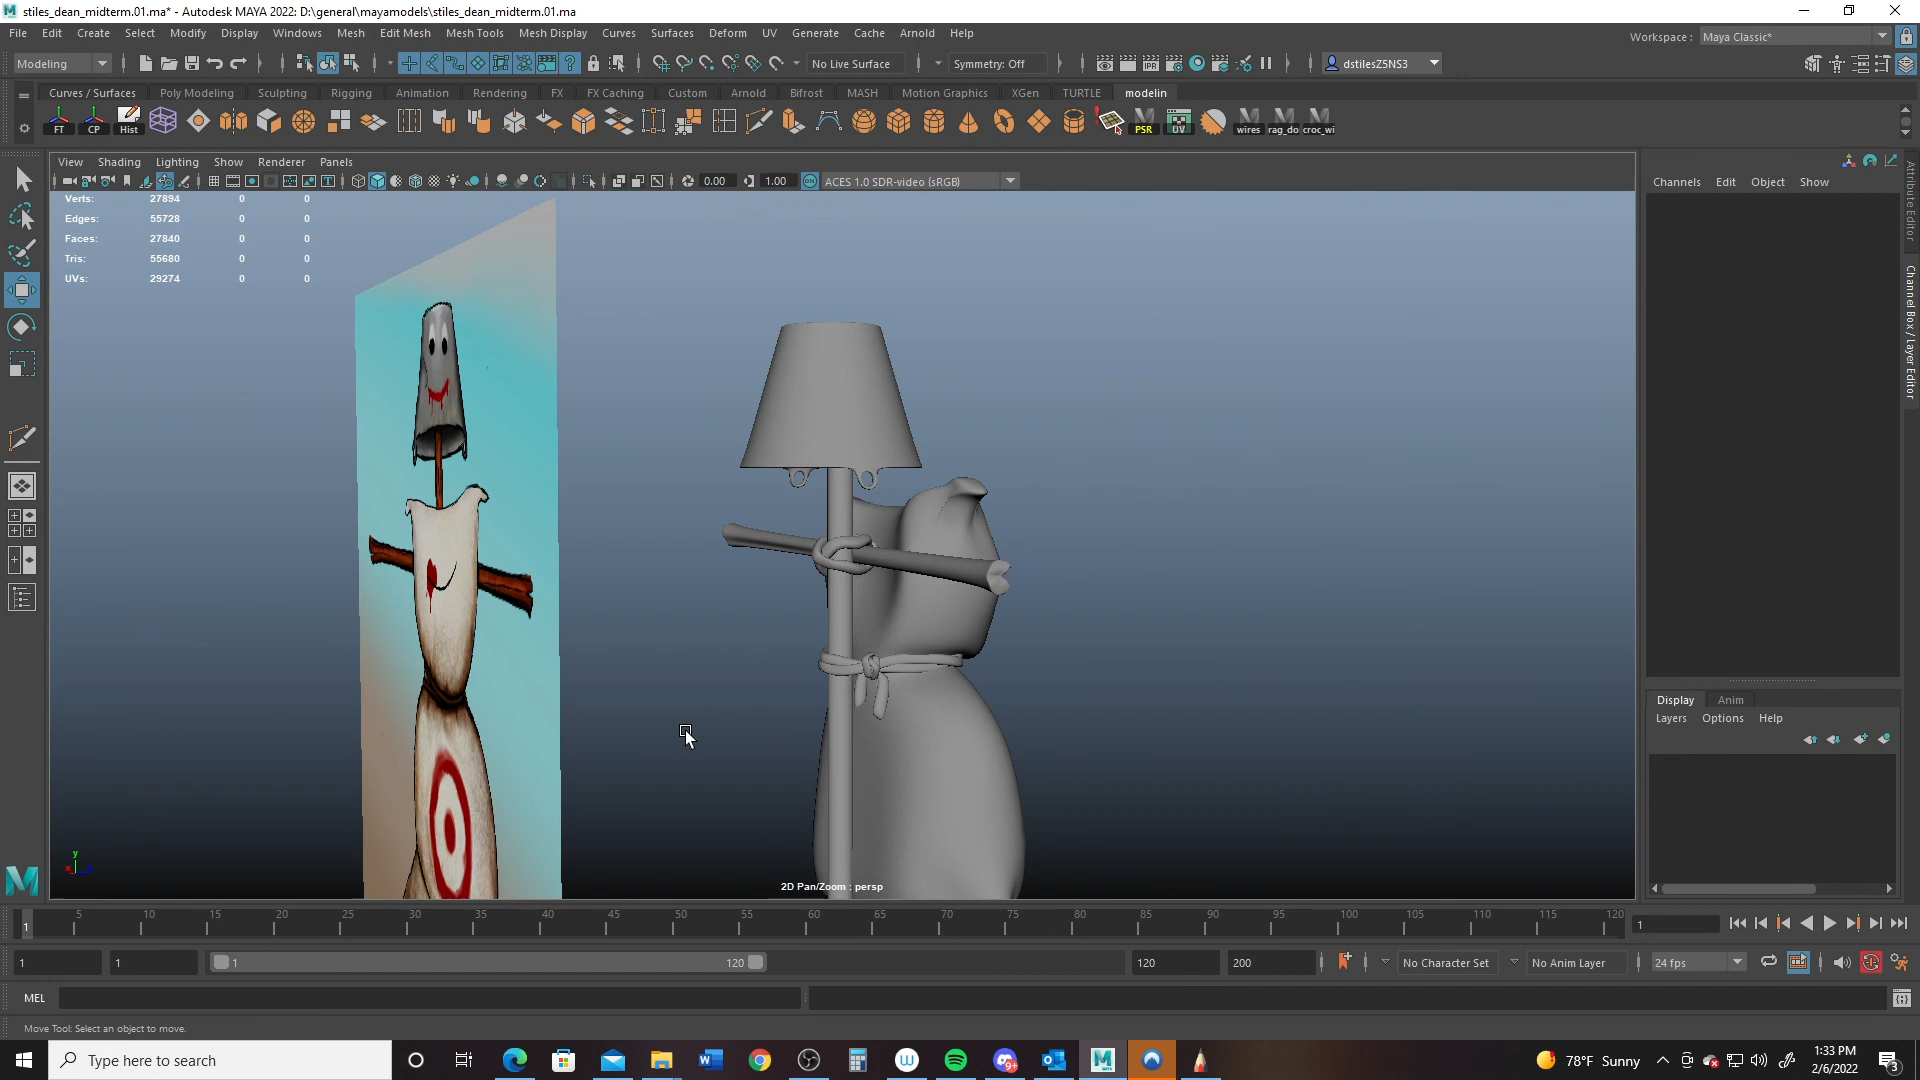 stiles_dean_midterm.01.ma* - Autodesk MAYA 2022: D:\general\mayamodels\stiles_dean_midterm.01.ma
File Edit Create Select Modify Display Windows Mesh Edit Mesh Mesh Tools Mesh Display Curves Surfaces Deform UV Generate Cache Arnold Help
Workspace : Maya Classic*
Modeling No Live Surface Symmetry: Off dstilesZ5NS3
Curves / Surfaces Poly Modeling Sculpting Rigging Animation Rendering FX FX Caching Custom Arnold Bifrost MASH Motion Graphics XGen TURTLE modelin
FT CP Hist PSR UV wires rag_do croc_wi
View Shading Lighting Show Renderer Panels
0.00 1.00 ACES 1.0 SDR-video (sRGB)
Channels Edit Object Show
Attribute Editor
Channel Box / Layer Editor
Verts: 27894 0 0
Edges: 55728 0 0
Faces: 27840 0 0
Tris: 55680 0 0
UVs: 29274 0 0
Display Anim
Layers Options Help
y
x
2D Pan/Zoom : persp
1 5 10 15 20 25 30 35 40 45 50 55 60 65 70 75 80 85 90 95 100 105 110 115 120 1
1 1 1 120 120 200 No Character Set No Anim Layer 24 fps
MEL
Move Tool: Select an object to move.
Type here to search
78°F Sunny
1:33 PM
2/6/2022
3